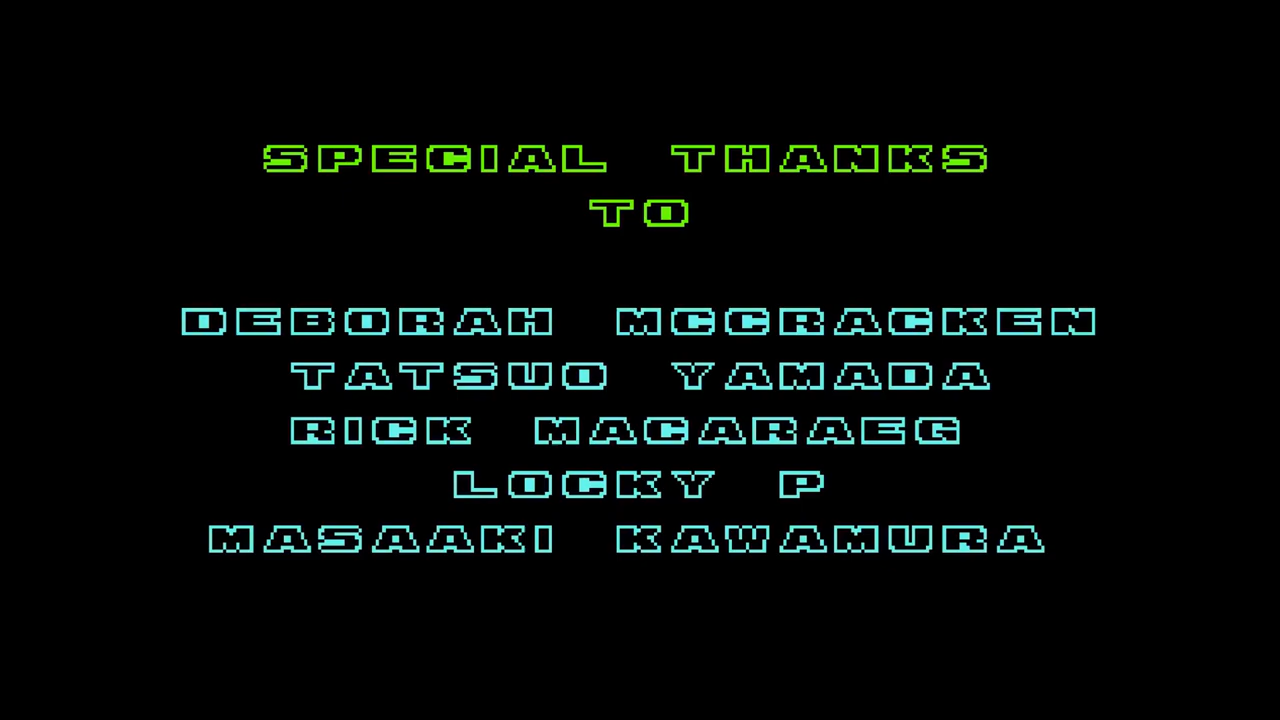 SPECIAL THANKS
TO
DEBORAH MCCRACKEN
TATSUO YAMADA
RICK MACARAEG
LOCKY P
MASAAKI KAWAMURA